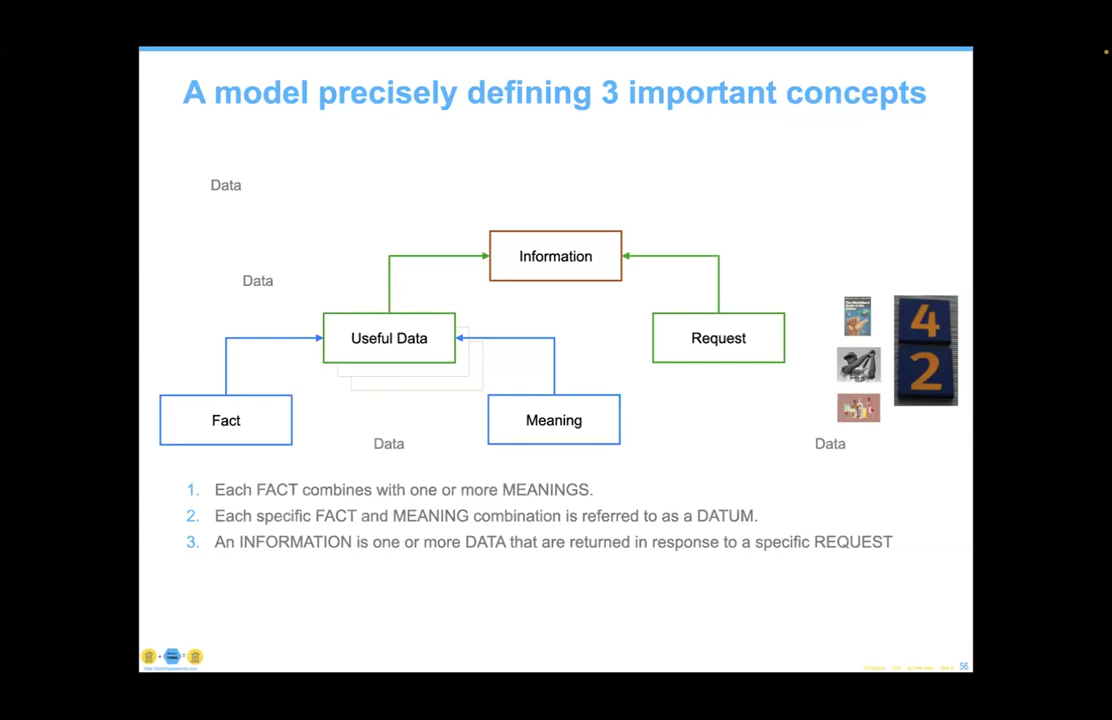 A model precisely defining 3 important concepts
Data
Information
Data
Useful Data
Request
4
2
Fact
Meaning
Data
Data
1. Each FACT combines with one or more MEANINGS.
2. Each specific FACT and MEANING combination is referred to as a DATUM.
3. An INFORMATION is one or more DATA that are returned in response to a specific REQUEST
56